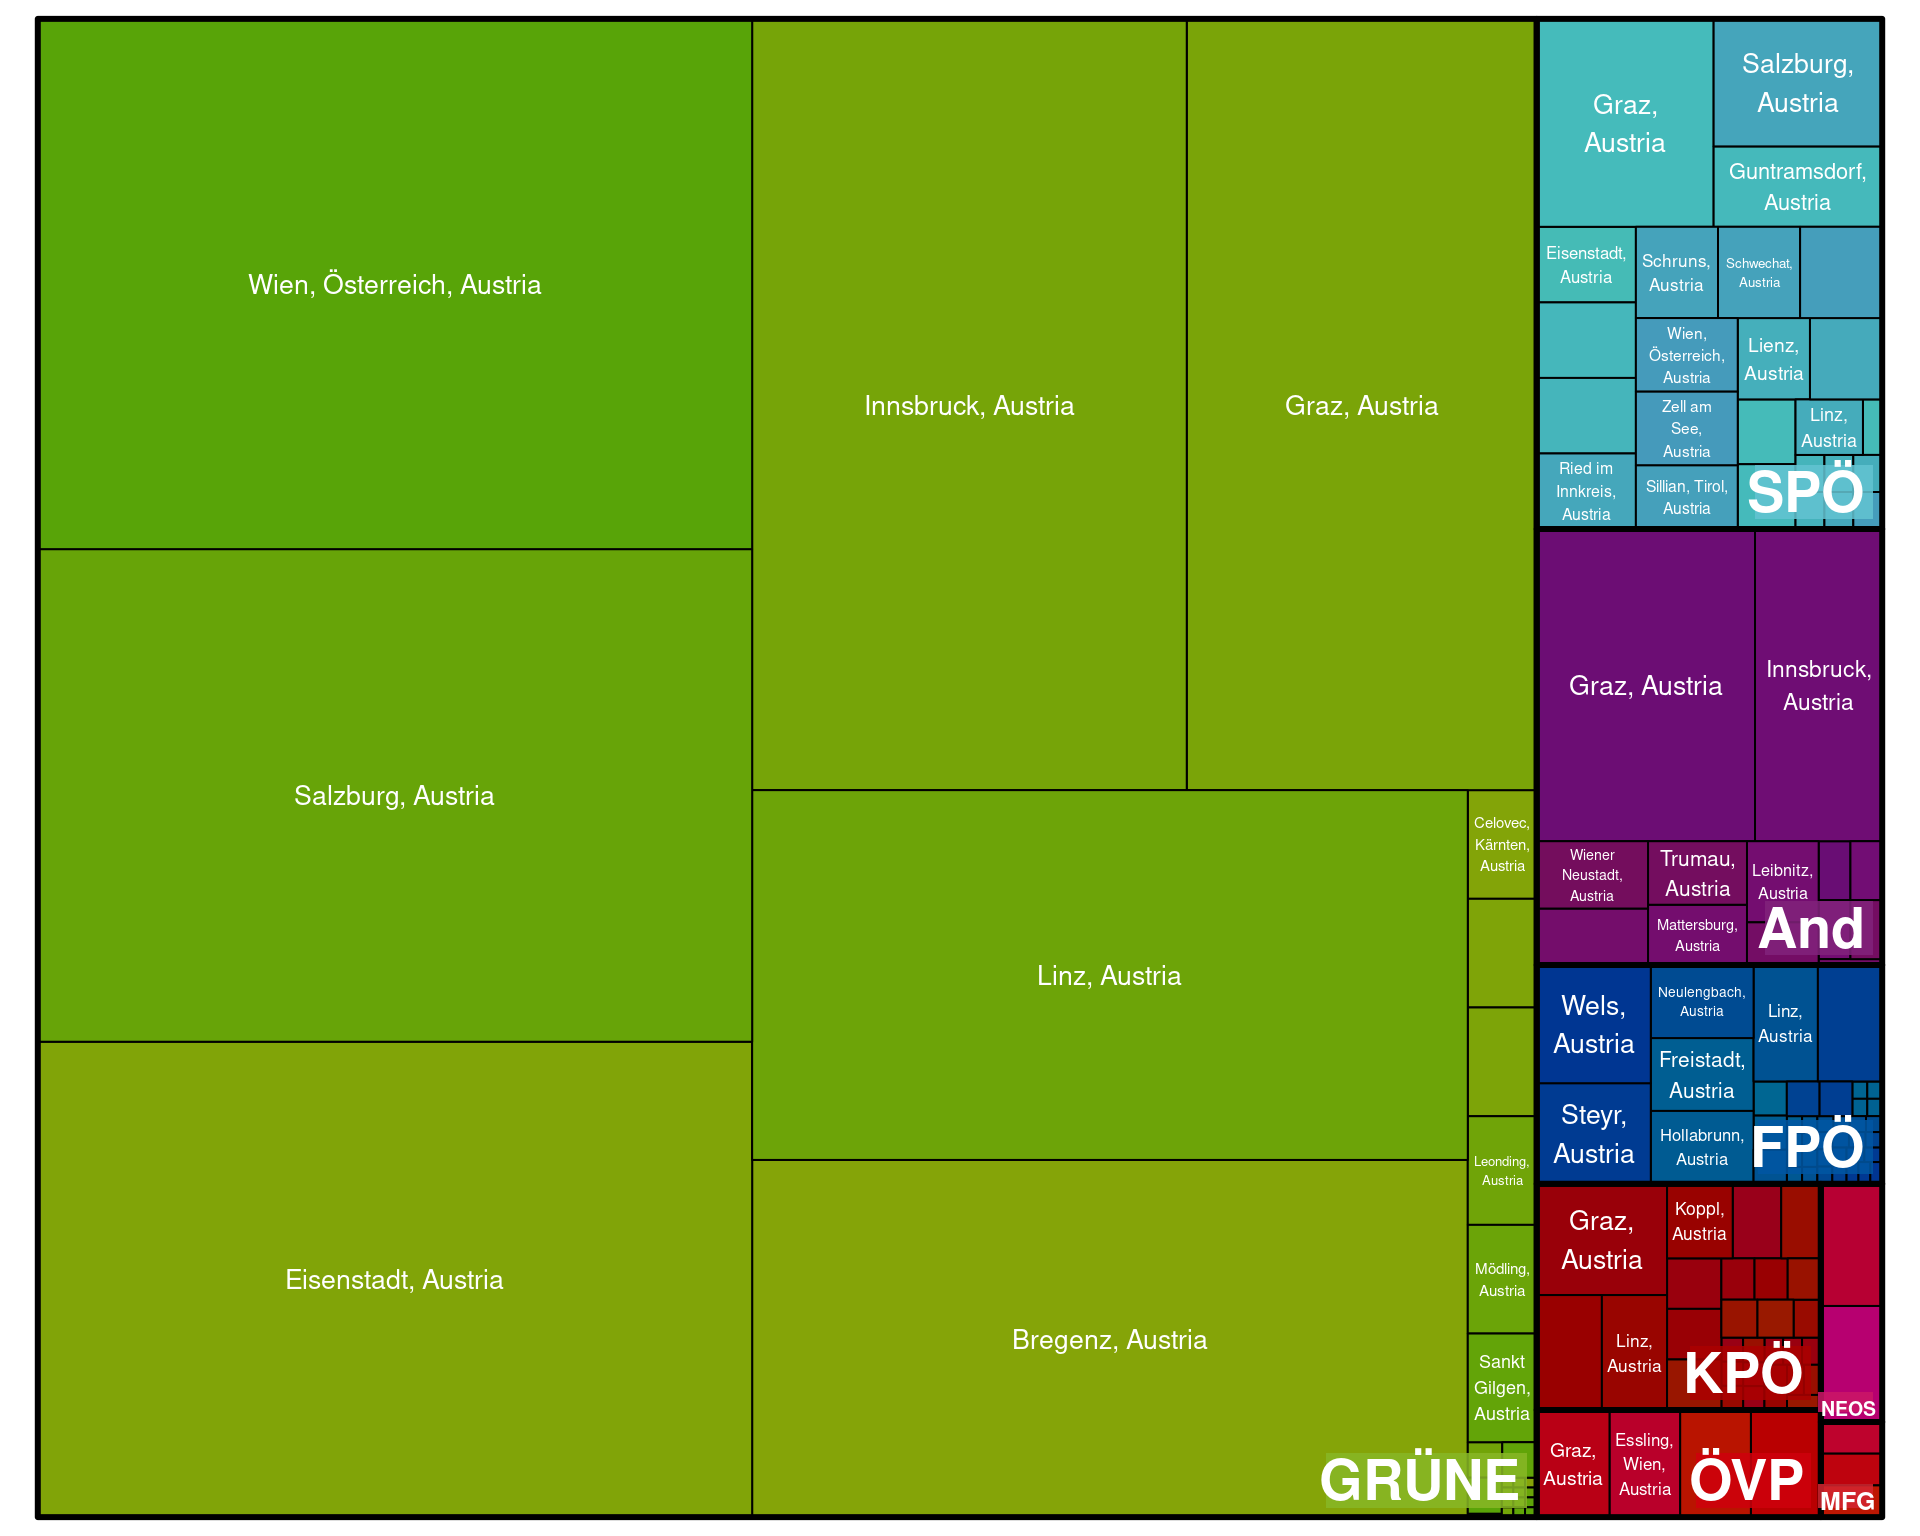 Wien, Österreich, Austria
Salzburg, Austria
Eisenstadt, Austria
Innsbruck, Austria
Graz, Austria
Linz, Austria
Bregenz, Austria
Celovec,
Kärnten,
Austria
Leonding,
Austria
Mödling,
Austria
Sankt
Gilgen,
Austria
GRÜNE
Graz,
Austria
Salzburg,
Austria
Guntramsdorf,
Austria
Eisenstadt,
Austria
Schruns,
Austria
Schwechat,
Austria
Wien,
Österreich,
Austria
Lienz,
Austria
Zell am
See,
Austria
Linz,
Austria
Ried im
Innkreis,
Austria
Sillian, Tirol,
Austria
SPÖ
Graz, Austria
Innsbruck,
Austria
Wiener
Neustadt,
Austria
Trumau,
Austria
Leibnitz,
Austria
Mattersburg,
Austria
And
Wels,
Austria
Neulengbach,
Austria
Linz,
Austria
Freistadt,
Austria
Steyr,
Austria
Hollabrunn,
Austria
FPÖ
Graz,
Austria
Koppl,
Austria
Linz,
Austria
KPÖ
NEOS
Graz,
Austria
Essling,
Wien,
Austria
ÖVP
MFG